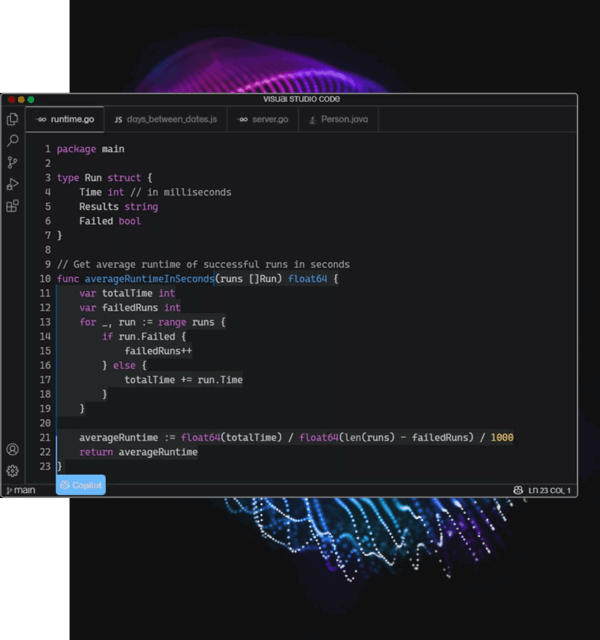 VISUAL STUDIO CODE
runtime.go
JS days_between_dates.js
server.go
Person.java
1 package main
2
3 type Run struct {
4     Time int // in milliseconds
5     Results string
6     Failed bool
7 }
8
9 // Get average runtime of successful runs in seconds
10 func averageRuntimeInSeconds(runs []Run) float64 {
11     var totalTime int
12     var failedRuns int
13     for _, run := range runs {
14         if run.Failed {
15             failedRuns++
16         } else {
17             totalTime += run.Time
18         }
19     }
20
21     averageRuntime := float64(totalTime) / float64(len(runs) - failedRuns) / 1000
22     return averageRuntime
23 }
Copilot
main
LN 23 COL 1